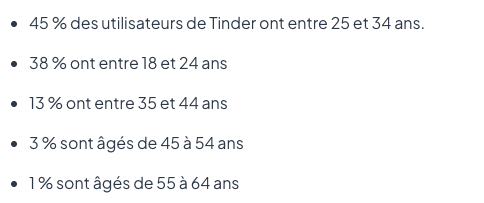 • 45 % des utilisateurs de Tinder ont entre 25 et 34 ans.
• 38 % ont entre 18 et 24 ans
• 13 % ont entre 35 et 44 ans
• 3 % sont âgés de 45 à 54 ans
• 1 % sont âgés de 55 à 64 ans